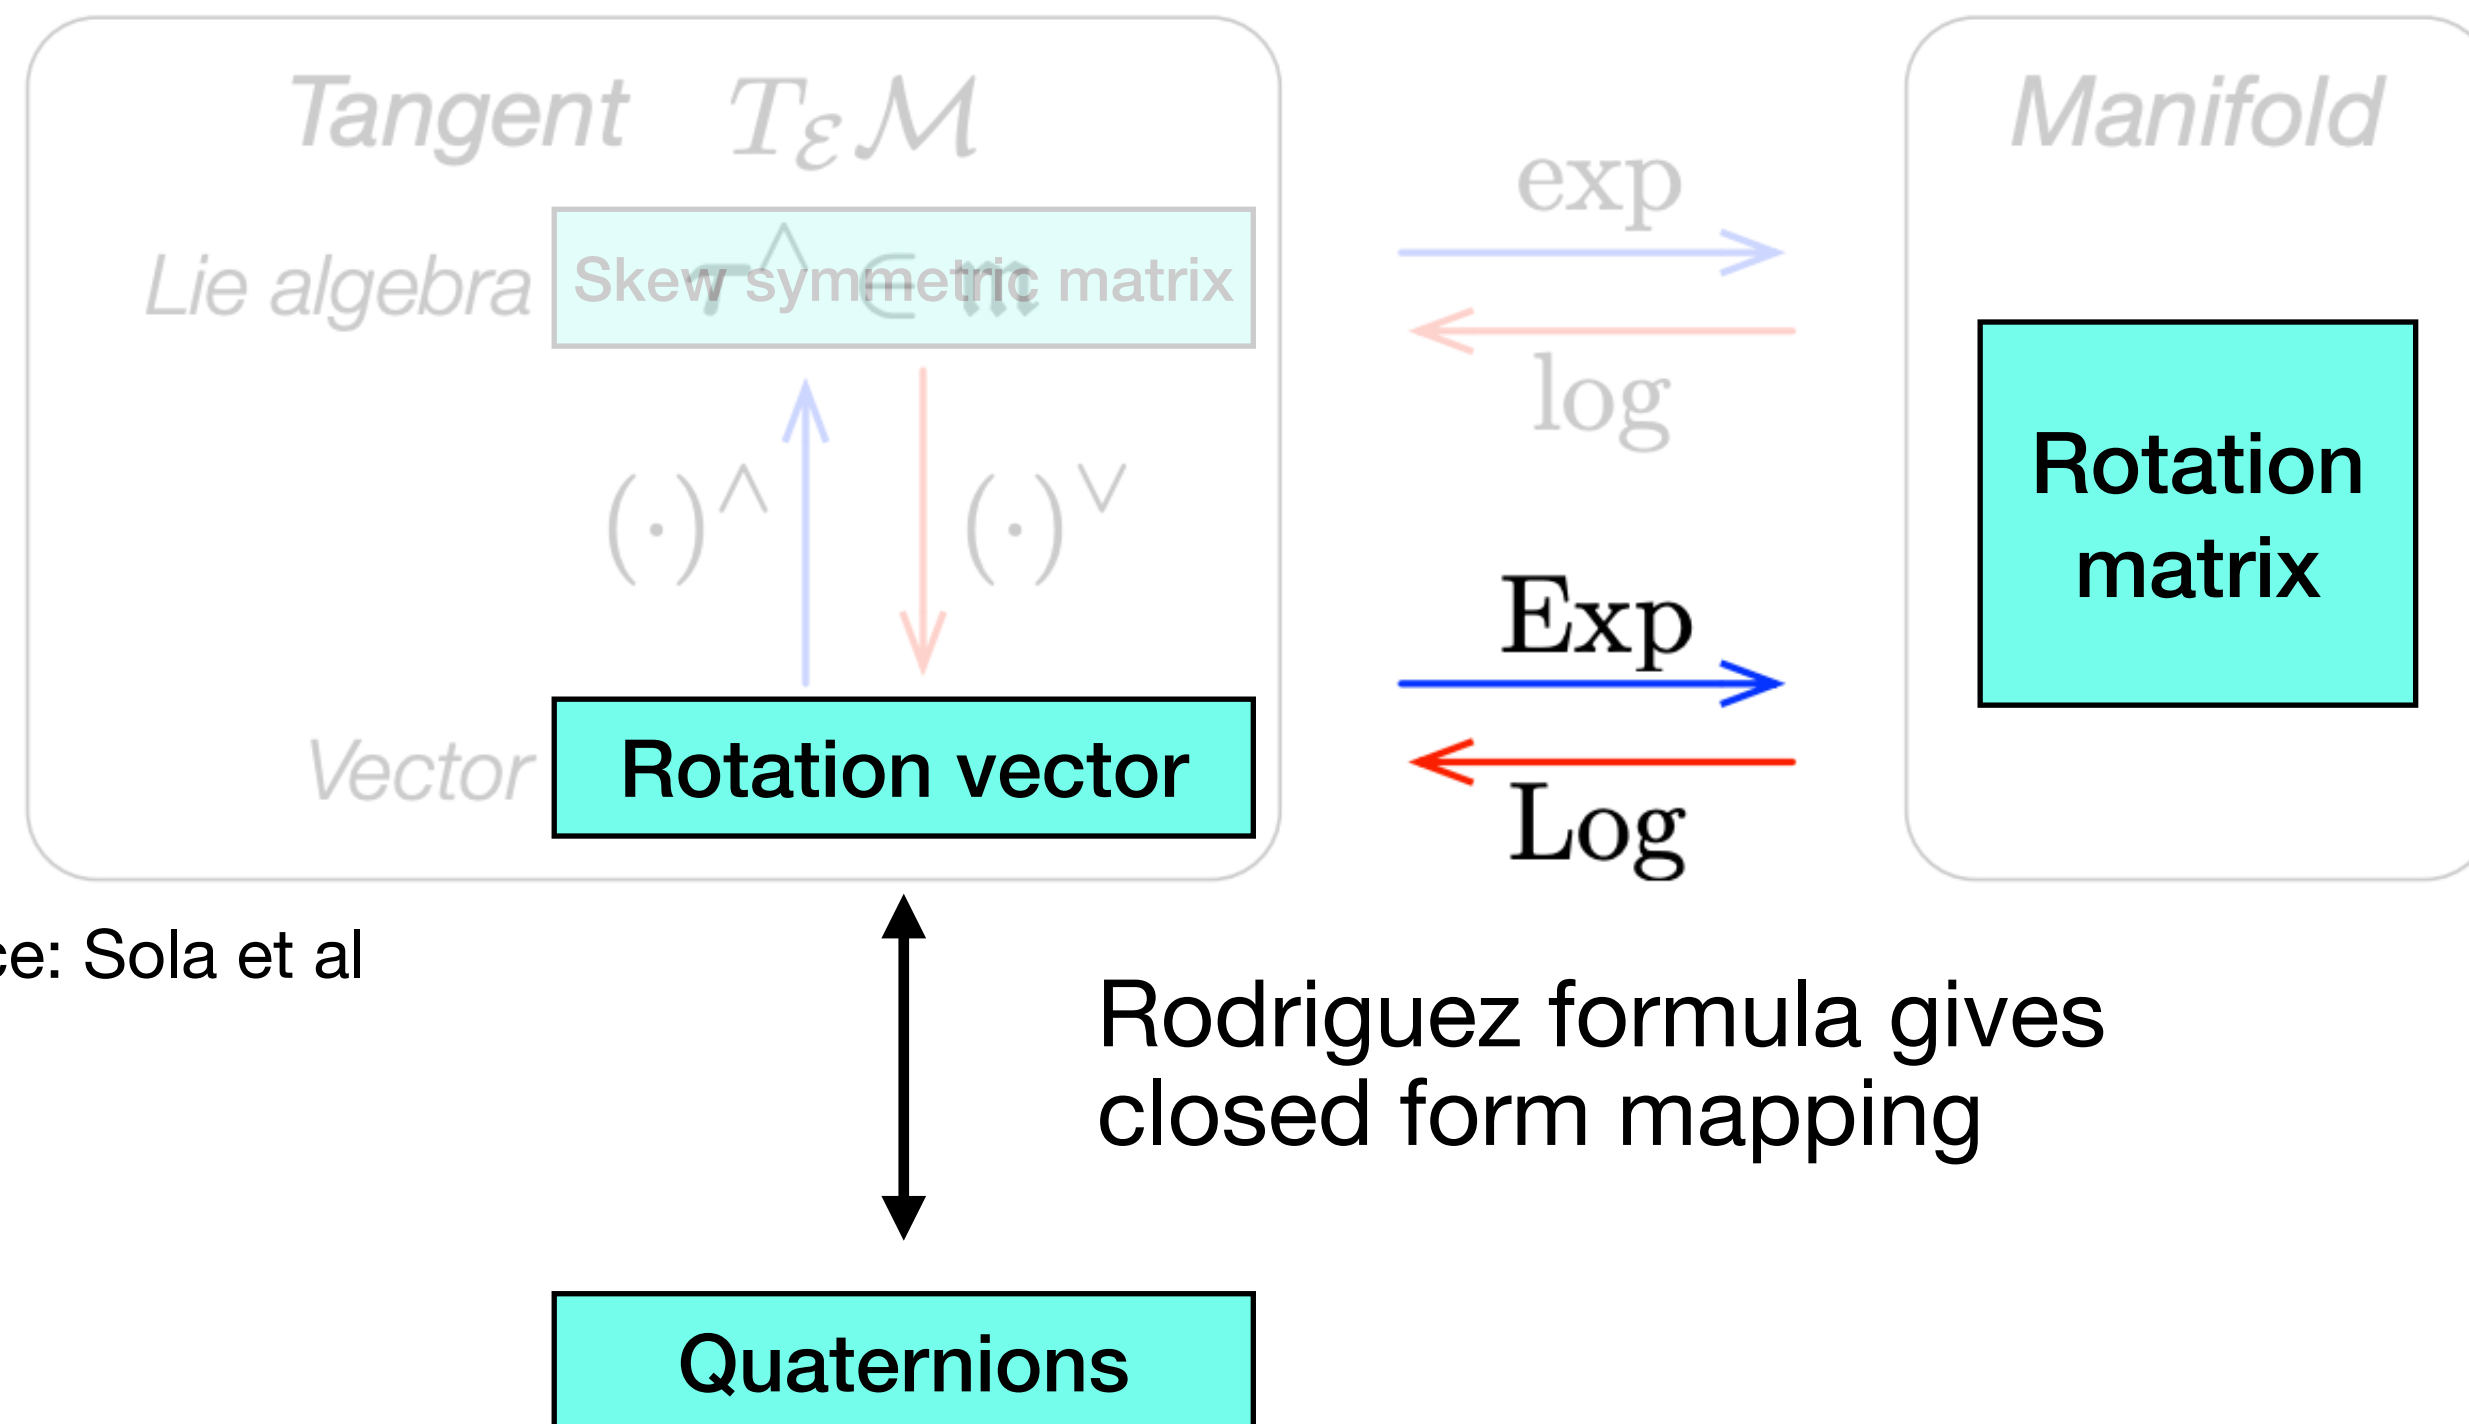 Tangent T_ℰ ℳ
Manifold
exp
Lie algebra
Skew symmetric matrix
τ^∧ ∈ 𝔪
log
Rotation
matrix
(·)^∧
(·)^∨
Exp
Vector
Rotation vector
Log
ce: Sola et al
Rodriguez formula gives
closed form mapping
Quaternions